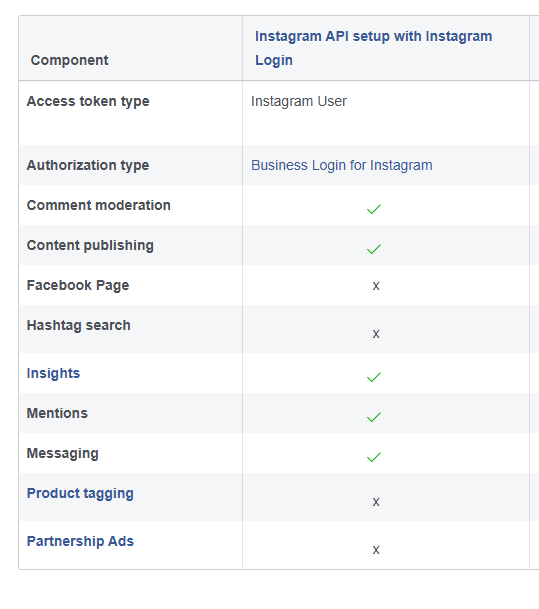 Component
Instagram API setup with Instagram
Login
Access token type
Instagram User
Authorization type
Business Login for Instagram
Comment moderation
✓
Content publishing
✓
Facebook Page
x
Hashtag search
x
Insights
✓
Mentions
✓
Messaging
✓
Product tagging
x
Partnership Ads
x